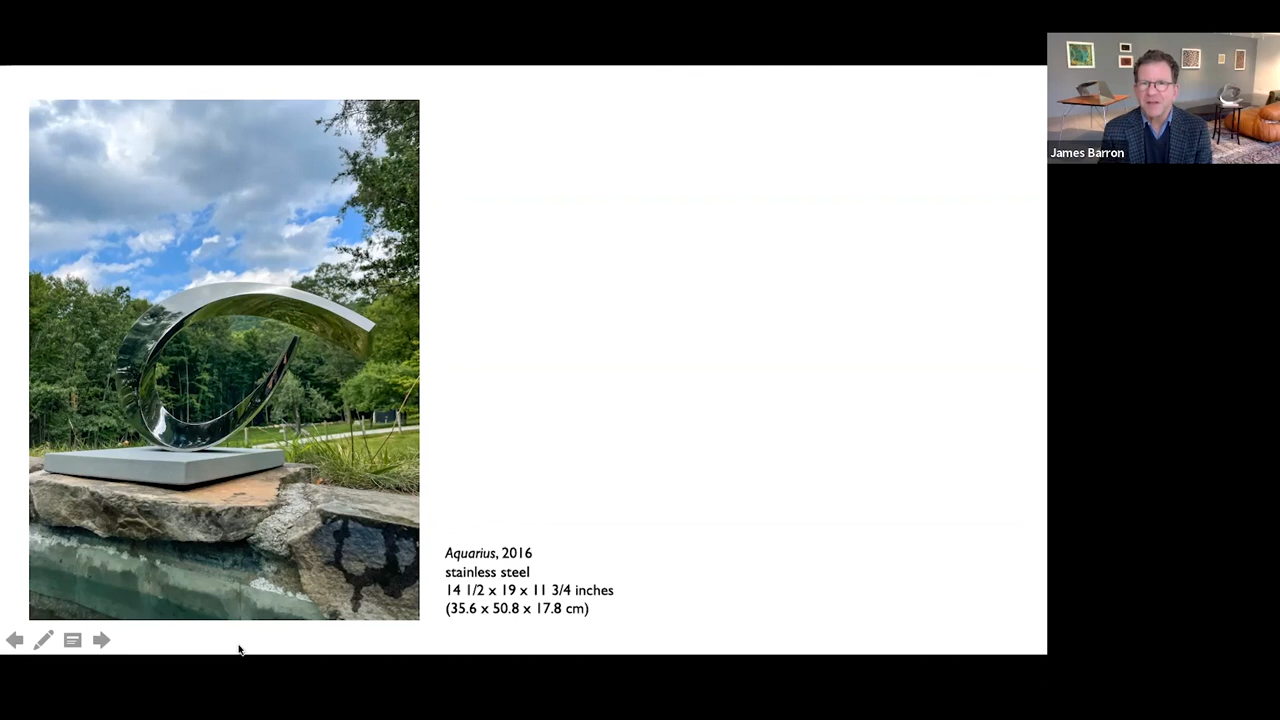 James Barron
Aquarius, 2016
stainless steel
14 1/2 x 19 x 11 3/4 inches
(35.6 x 50.8 x 17.8 cm)